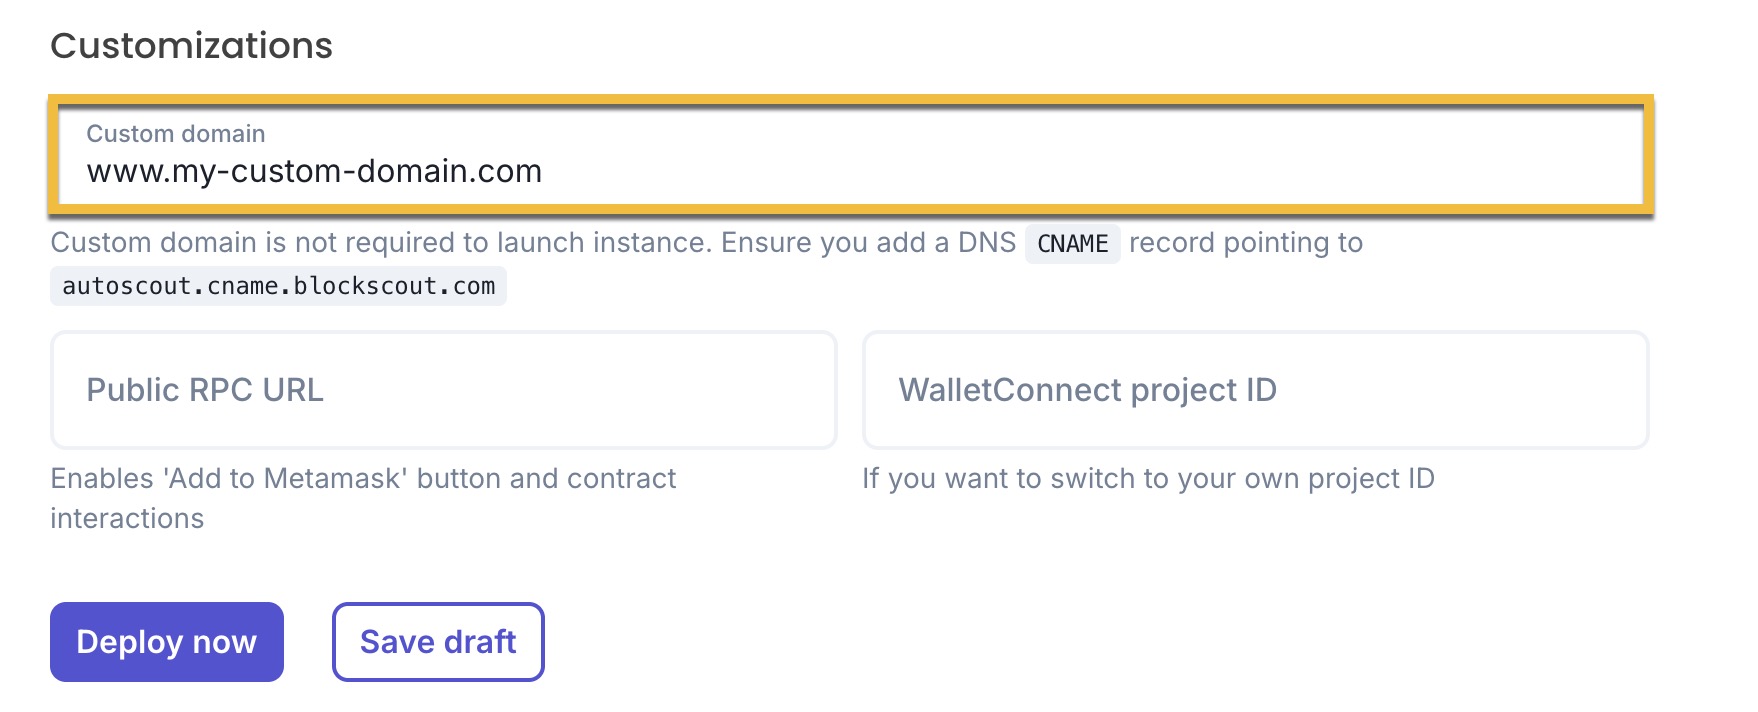 Customizations
Custom domain
www.my-custom-domain.com
Custom domain is not required to launch instance. Ensure you add a DNS CNAME record pointing to
autoscout.cname.blockscout.com
Public RPC URL
WalletConnect project ID
Enables 'Add to Metamask' button and contract
interactions
If you want to switch to your own project ID
Deploy now
Save draft